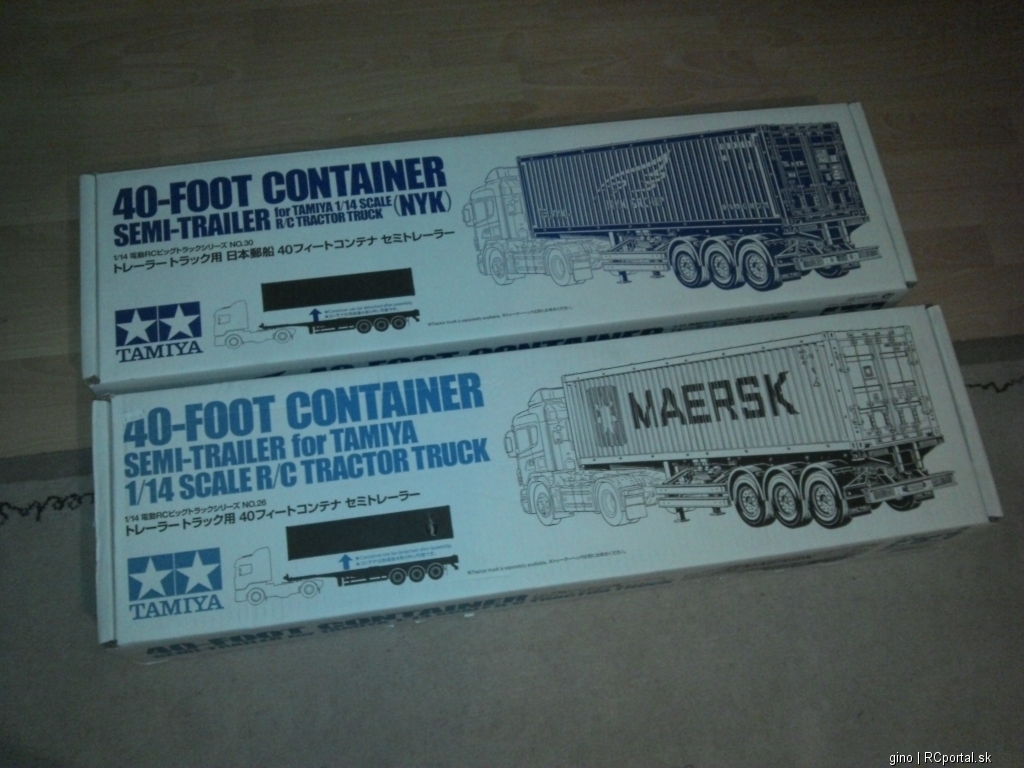 40-FOOT CONTAINER
SEMI-TRAILER for TAMIYA 1/14 SCALE R/C TRACTOR TRUCK (NYK)
1/14 電動RCビッグトラックシリーズ NO.30
トレーラートラック用 日本郵船 40フィートコンテナ セミトレーラー
TAMIYA
40-FOOT CONTAINER
40-FOOT CONTAINER
SEMI-TRAILER for TAMIYA
1/14 SCALE R/C TRACTOR TRUCK
1/14 電動RCビッグトラックシリーズ NO.26
トレーラートラック用 40フィートコンテナ セミトレーラー
MAERSK
TAMIYA
40-FOOT CONTAINER
gino | RCportal.sk